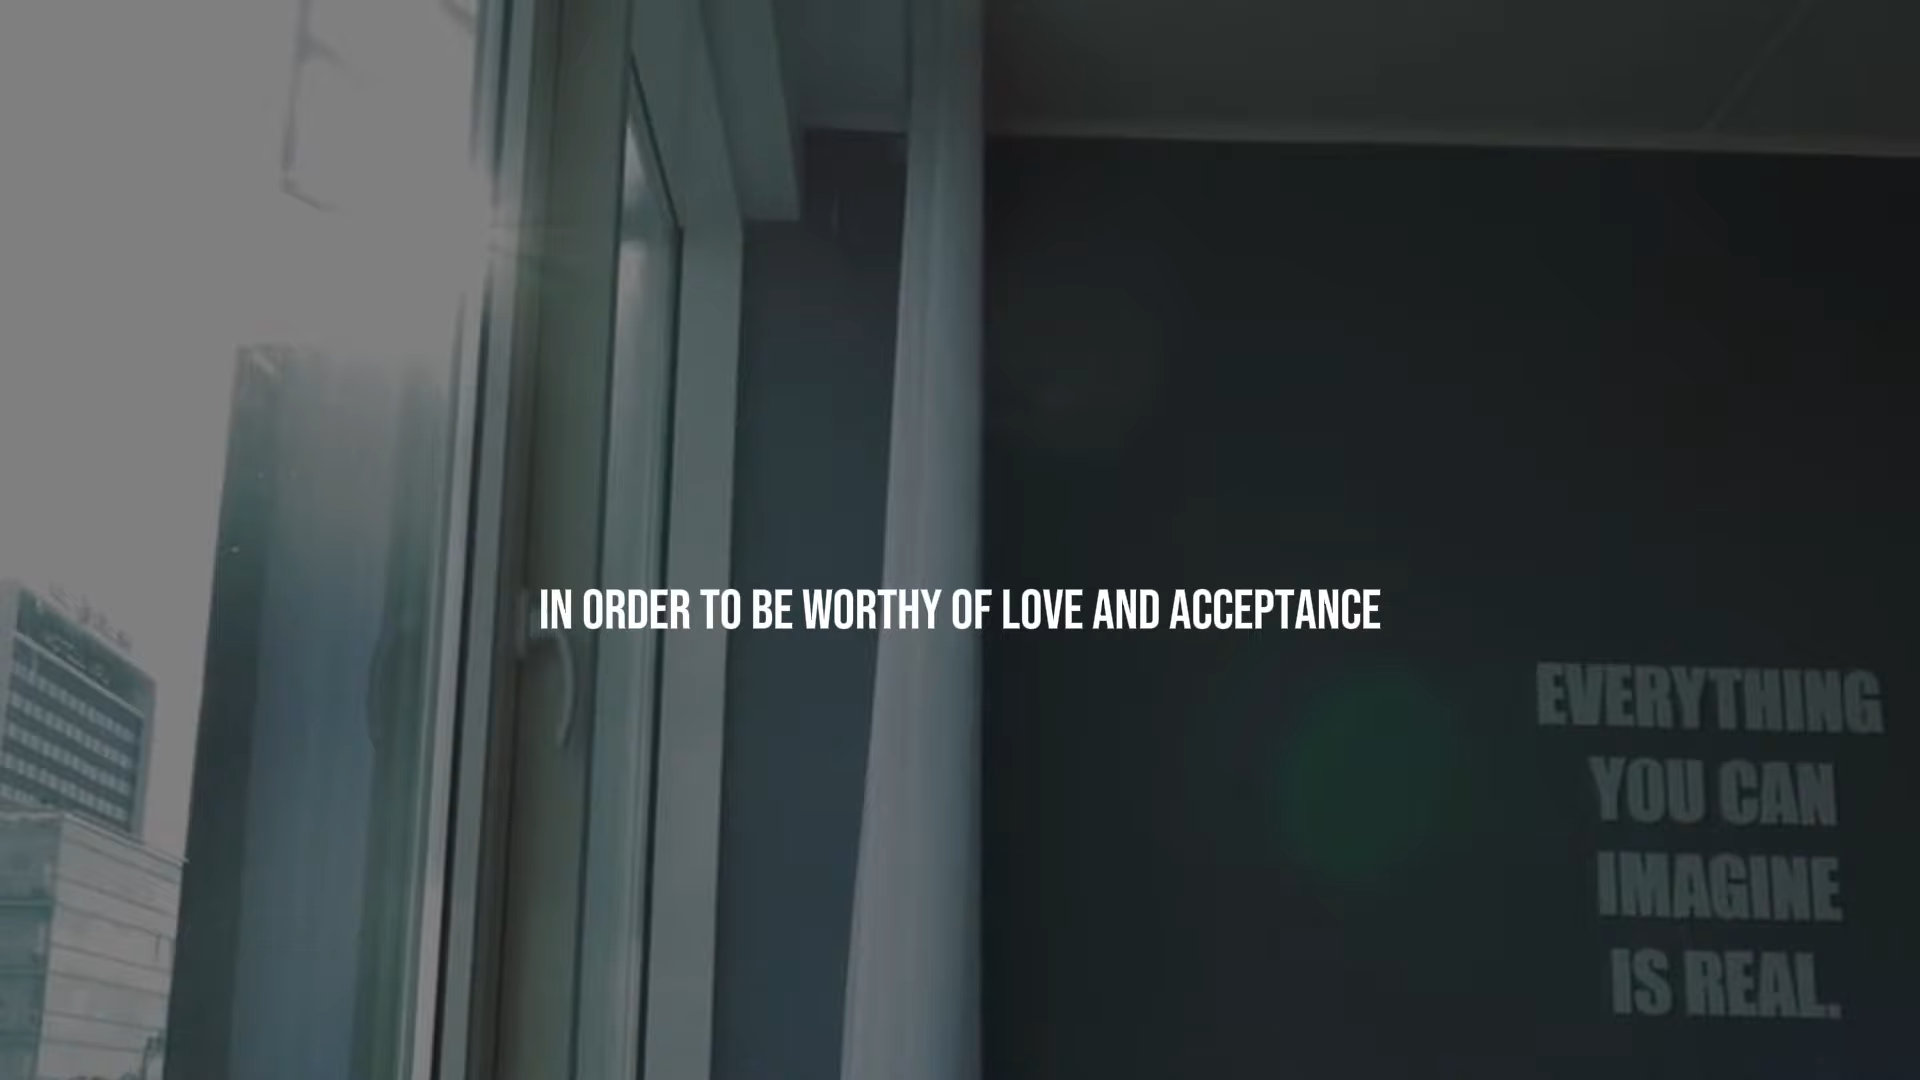 IN ORDER TO BE WORTHY OF LOVE AND ACCEPTANCE
EVERYTHING
YOU CAN
IMAGINE
IS REAL.